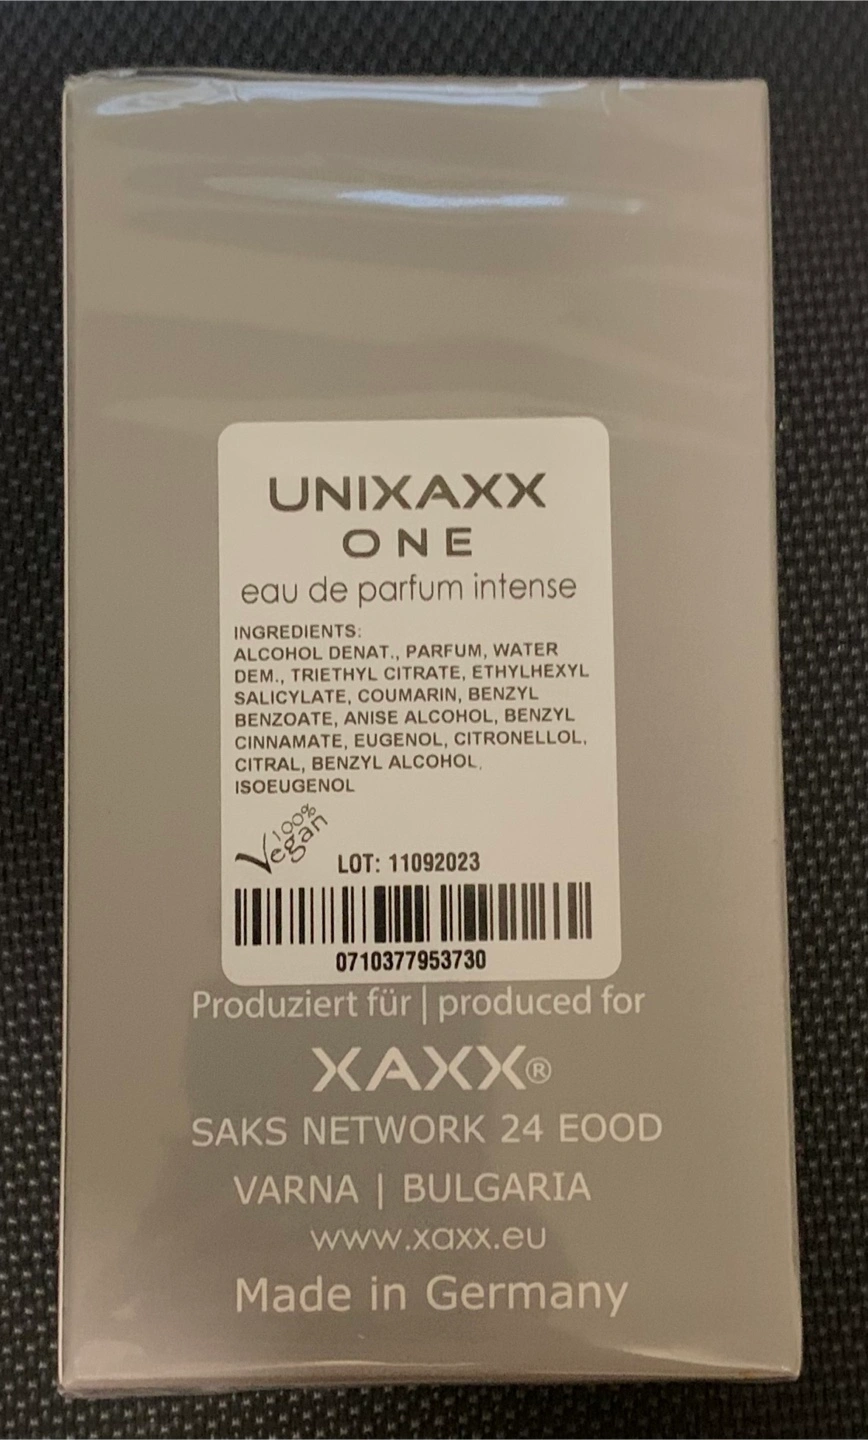 UNIXAXX
ONE
eau de parfum intense
INGREDIENTS:
ALCOHOL DENAT., PARFUM, WATER
DEM., TRIETHYL CITRATE, ETHYLHEXYL
SALICYLATE, COUMARIN, BENZYL
BENZOATE, ANISE ALCOHOL, BENZYL
CINNAMATE, EUGENOL, CITRONELLOL,
CITRAL, BENZYL ALCOHOL,
ISOEUGENOL
100%
Vegan
LOT: 11092023
0710377953730
Produziert für | produced for
XAXX®
SAKS NETWORK 24 EOOD
VARNA | BULGARIA
www.xaxx.eu
Made in Germany